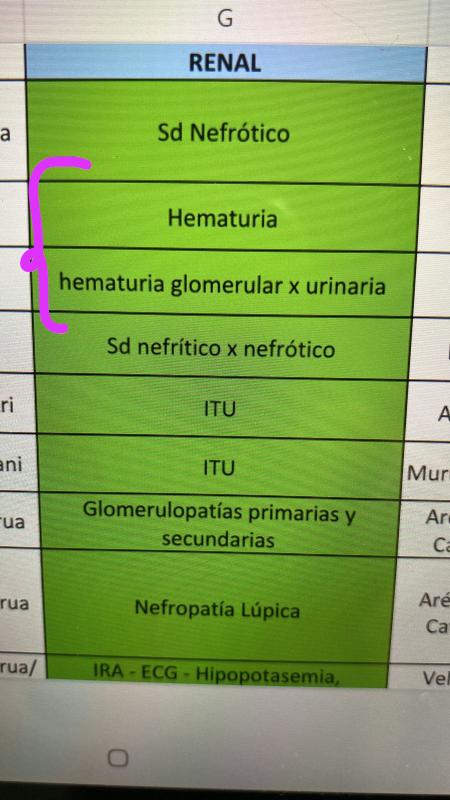 G
RENAL
a
Sd Nefrótico
Hematuria
hematuria glomerular x urinaria
Sd nefrítico x nefrótico
ri
ITU
A
ani
ITU
Mur
rua
Glomerulopatías primarias y
secundarias
Aré
Ca
rua
Nefropatía Lúpica
Aré
Ca
rua/
IRA - ECG - Hipopotasemia,
Vel